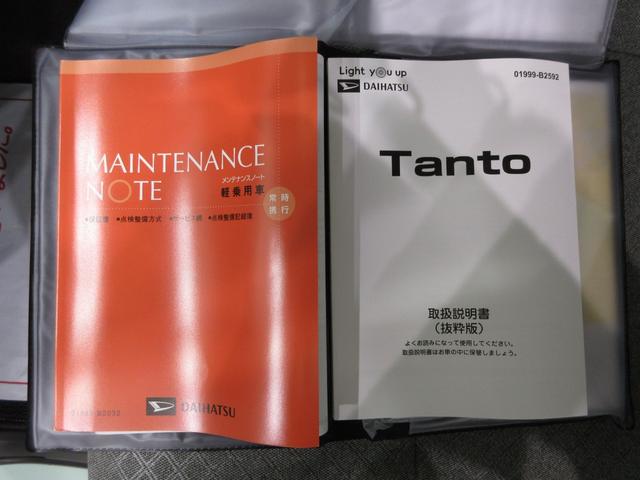 MAINTENANCE
NOTE
メンテナンスノート
軽乗用車
常時
携行
●保証書 ●点検整備方式 ●サービス網 ●点検整備記録簿
DAIHATSU
Light you up
DAIHATSU
01999-B2592
Tanto
取扱説明書
(抜粋版)
よくお読みになって使用してください。
取扱説明書はお車の中に保管しましょう。